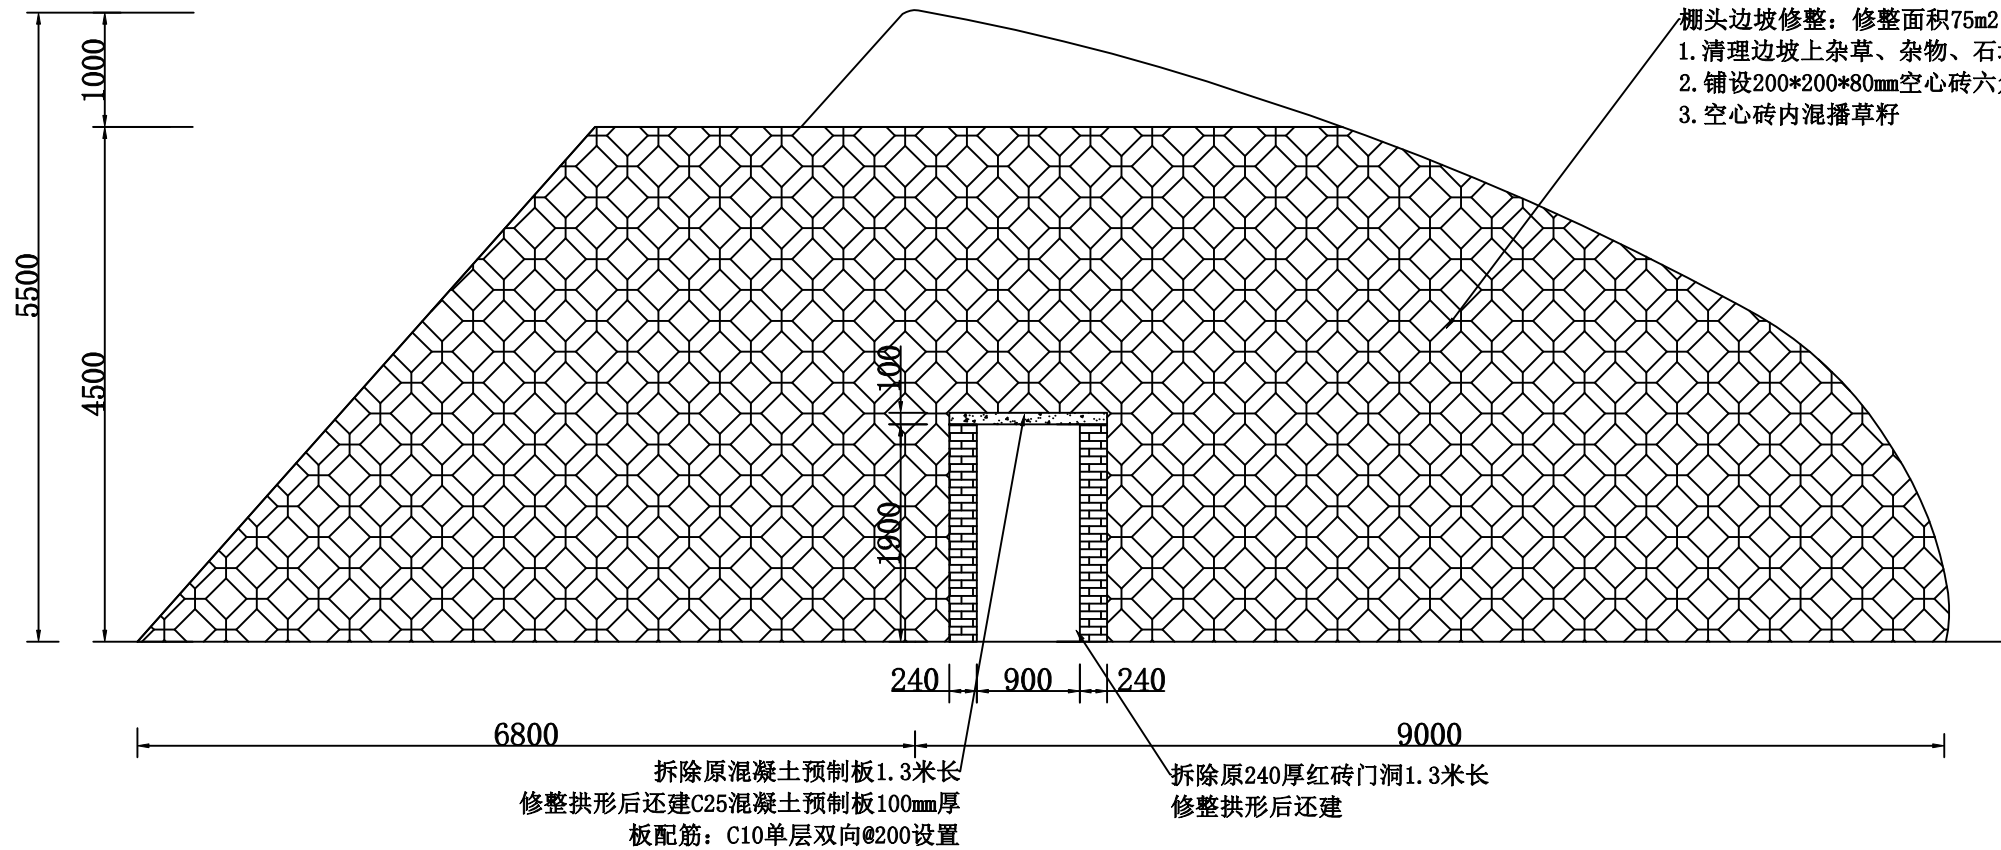 棚头边坡修整：修整面积75m2
1.清理边坡上杂草、杂物、石
2.铺设200*200*80mm空心砖六
3.空心砖内混播草籽
1000
5500
4500
100
1900
240
900
240
6800
9000
拆除原混凝土预制板1.3米长
修整拱形后还建C25混凝土预制板100mm厚
板配筋：C10单层双向@200设置
拆除原240厚红砖门洞1.3米长
修整拱形后还建